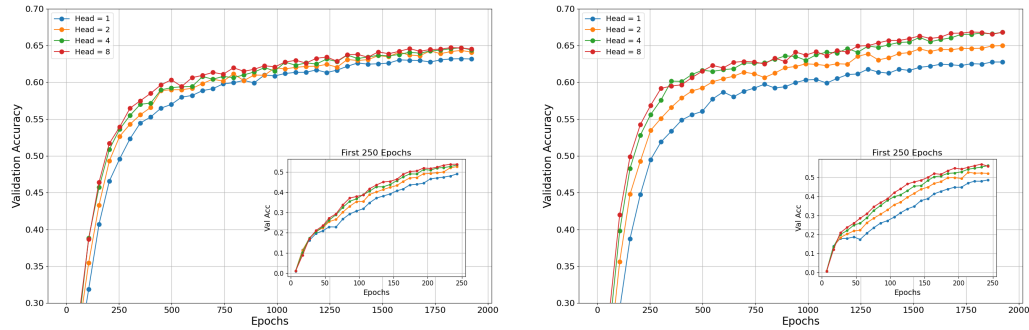 0.70
0.65
0.60
0.55
0.50
0.45
0.40
0.35
0.30
Validation Accuracy
Head = 1
Head = 2
Head = 4
Head = 8
First 250 Epochs
0.5
0.4
0.3
0.2
0.1
0.0
Val Acc
0 50 100 150 200 250
Epochs
0 250 500 750 1000 1250 1500 1750 2000
Epochs
0.70
0.65
0.60
0.55
0.50
0.45
0.40
0.35
0.30
Validation Accuracy
Head = 1
Head = 2
Head = 4
Head = 8
First 250 Epochs
0.5
0.4
0.3
0.2
0.1
0.0
Val Acc
0 50 100 150 200 250
Epochs
0 250 500 750 1000 1250 1500 1750 2000
Epochs